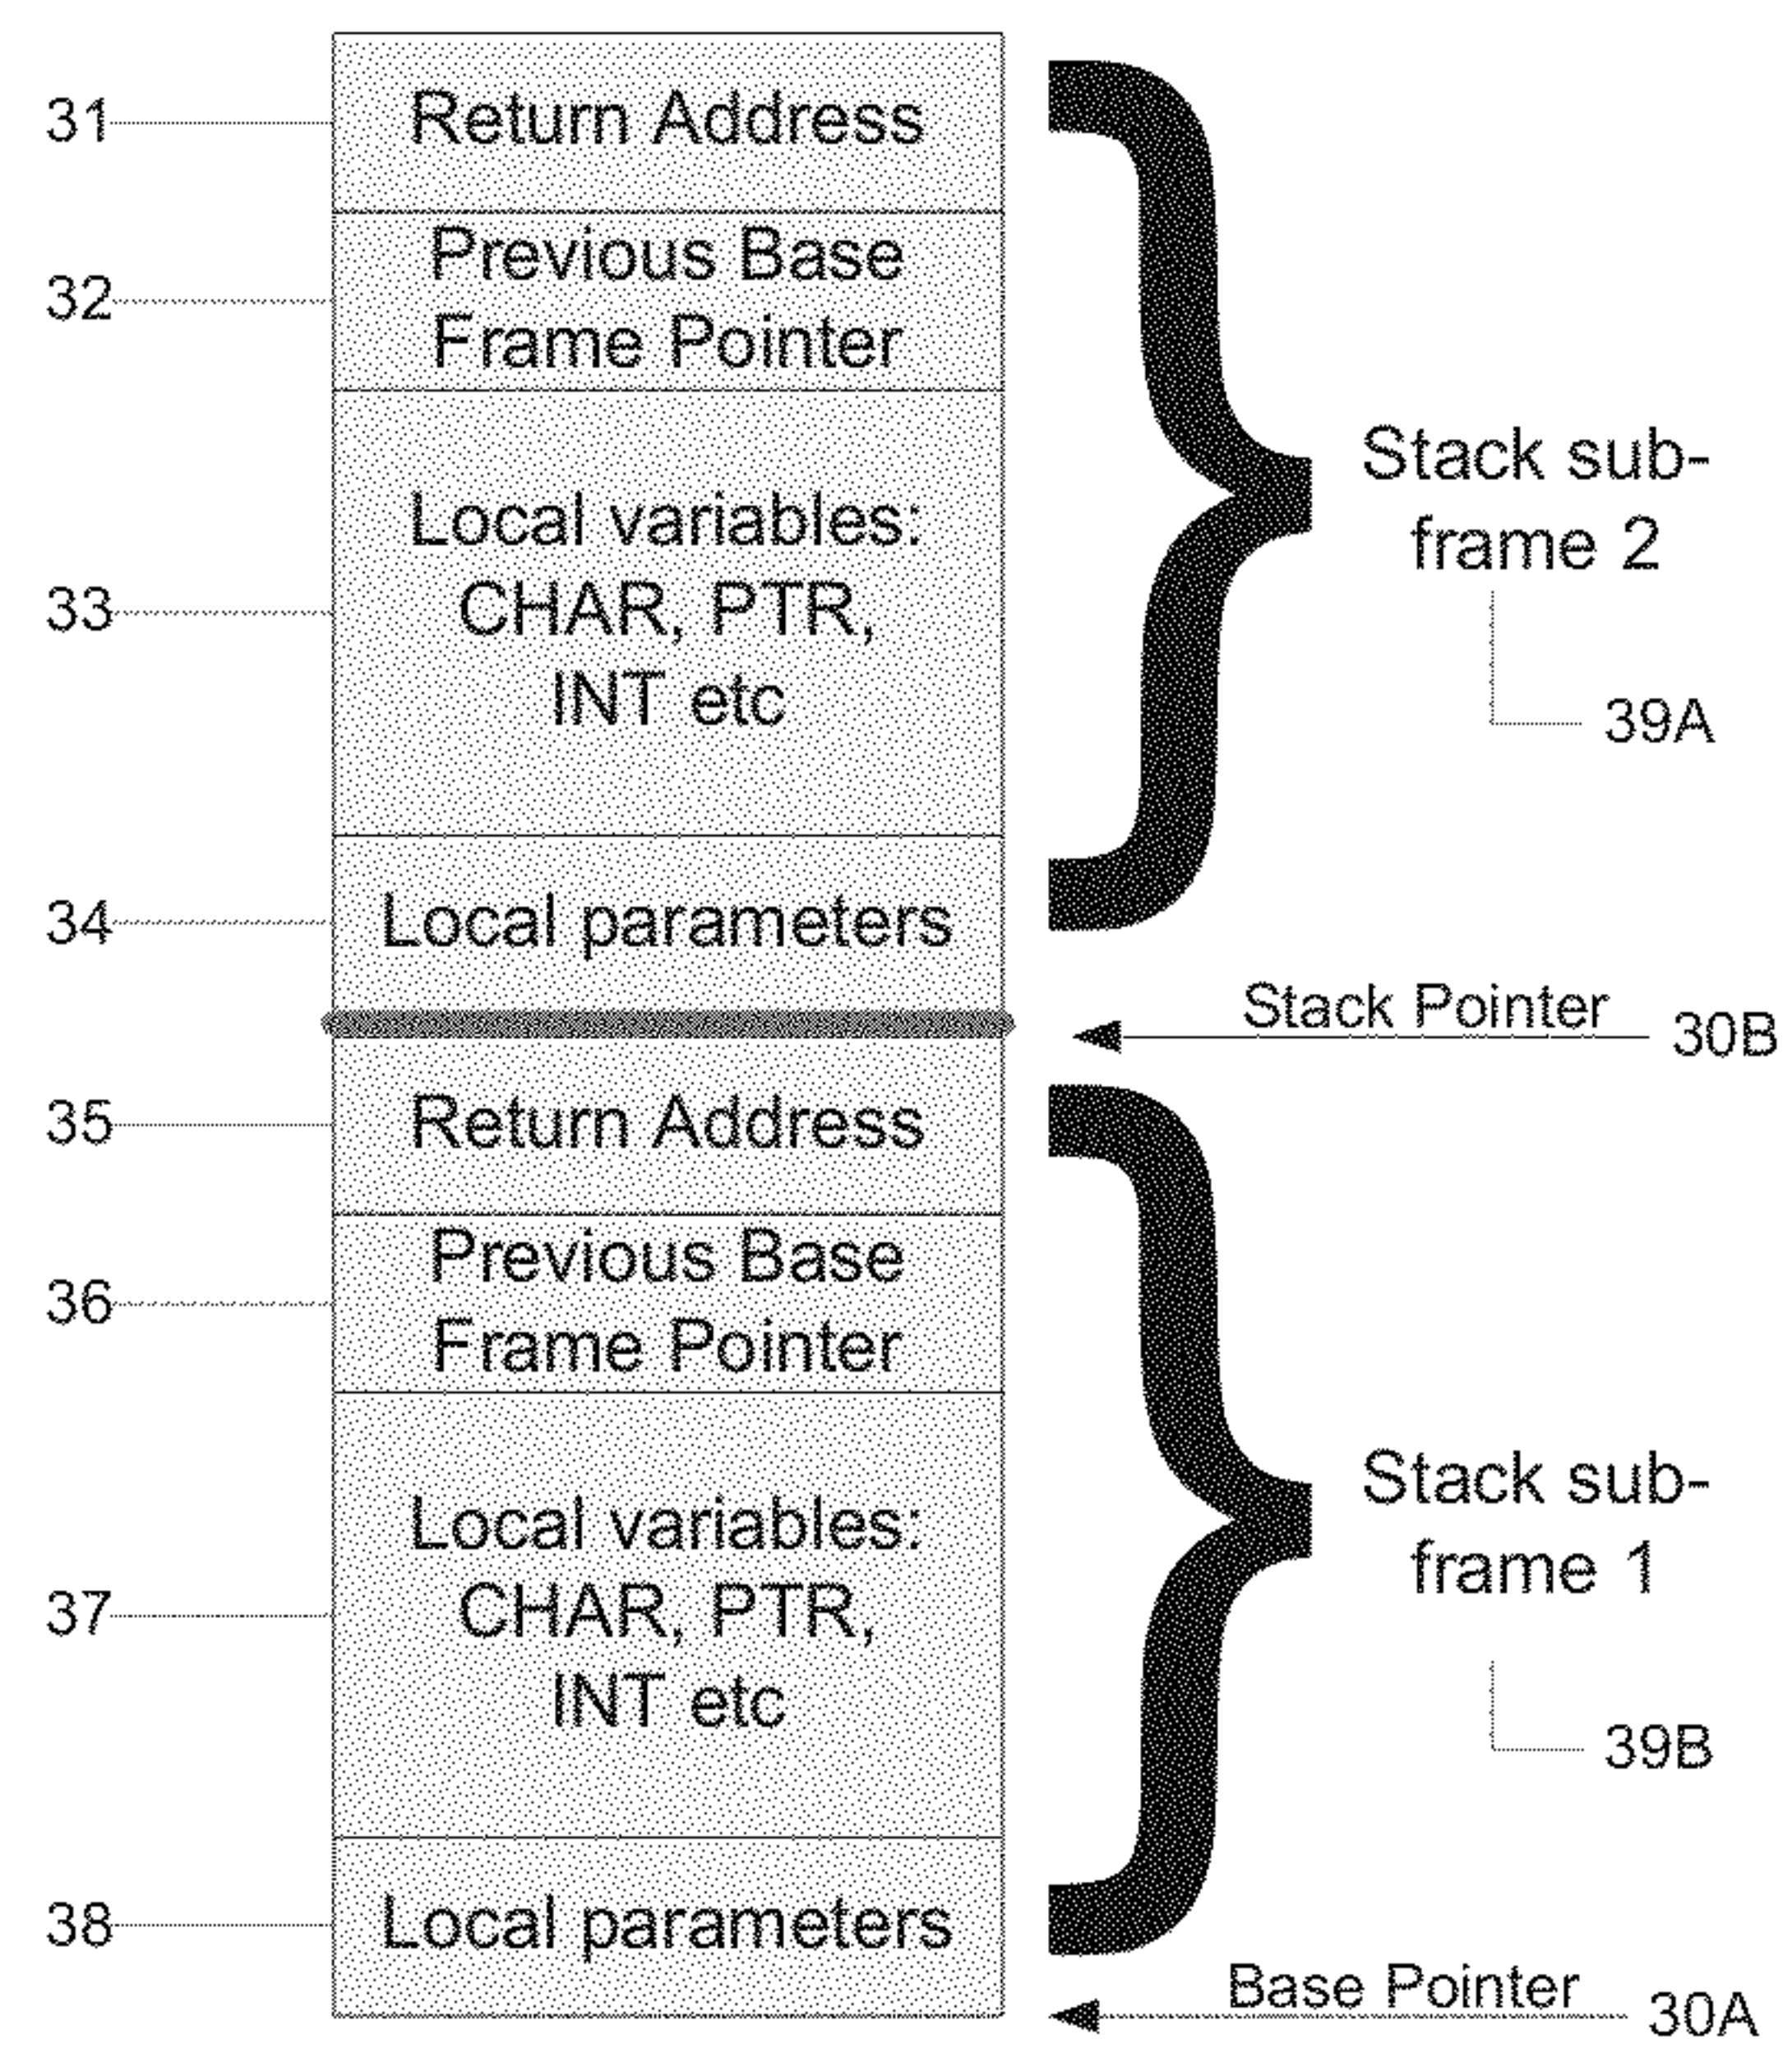 31
Return Address
32
Previous Base
Frame Pointer
33
Local variables:
CHAR, PTR,
INT etc
Stack sub-
frame 2
39A
34
Local parameters
Stack Pointer
30B
35
Return Address
36
Previous Base
Frame Pointer
37
Local variables:
CHAR, PTR,
INT etc
Stack sub-
frame 1
39B
38
Local parameters
Base Pointer
30A